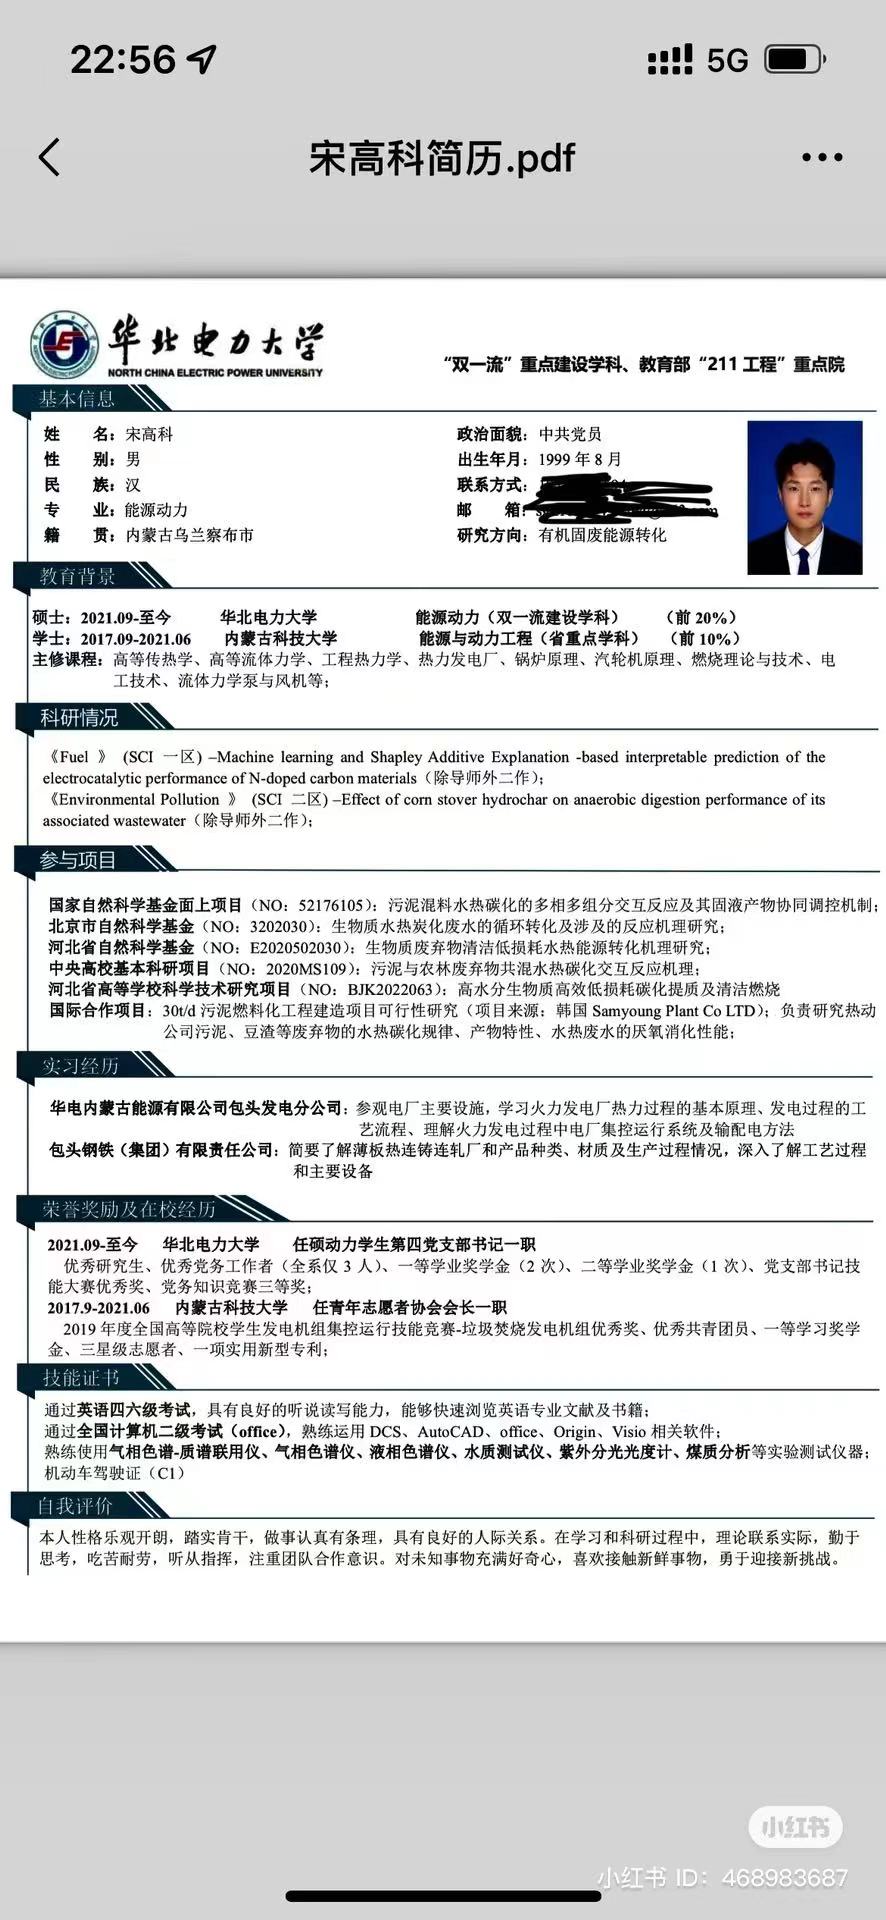 22:56
5G
宋高科简历.pdf
华北电力大学
NORTH CHINA ELECTRIC POWER UNIVERSITY
“双一流”重点建设学科、教育部“211 工程”重点院
基本信息
姓 名：宋高科 政治面貌：中共党员
性 别：男 出生年月：1999 年 8 月
民 族：汉 联系方式：
专 业：能源动力 邮 箱：
籍 贯：内蒙古乌兰察布市 研究方向：有机固废能源转化
教育背景
硕士：2021.09-至今 华北电力大学 能源动力（双一流建设学科） （前 20%）
学士：2017.09-2021.06 内蒙古科技大学 能源与动力工程（省重点学科） （前 10%）
主修课程：高等传热学、高等流体力学、工程热力学、热力发电厂、锅炉原理、汽轮机原理、燃烧理论与技术、电
工技术、流体力学泵与风机等；
科研情况
《Fuel 》 (SCI 一区) –Machine learning and Shapley Additive Explanation -based interpretable prediction of the
electrocatalytic performance of N-doped carbon materials（除导师外二作）；
《Environmental Pollution 》 (SCI 二区) –Effect of corn stover hydrochar on anaerobic digestion performance of its
associated wastewater（除导师外二作）；
参与项目
国家自然科学基金面上项目（NO：52176105）：污泥混料水热碳化的多相多组分交互反应及其固液产物协同调控机制；
北京市自然科学基金（NO：3202030）：生物质水热炭化废水的循环转化及涉及的反应机理研究；
河北省自然科学基金（NO：E2020502030）：生物质废弃物清洁低损耗水热能源转化机理研究；
中央高校基本科研项目（NO：2020MS109）：污泥与农林废弃物共混水热碳化交互反应机理；
河北省高等学校科学技术研究项目（NO：BJK2022063）：高水分生物质高效低损耗碳化提质及清洁燃烧
国际合作项目：30t/d 污泥燃料化工程建造项目可行性研究（项目来源：韩国 Samyoung Plant Co LTD）；负责研究热动
公司污泥、豆渣等废弃物的水热碳化规律、产物特性、水热废水的厌氧消化性能；
实习经历
华电内蒙古能源有限公司包头发电分公司：参观电厂主要设施，学习火力发电厂热力过程的基本原理、发电过程的工
艺流程、理解火力发电过程中电厂集控运行系统及输配电方法
包头钢铁（集团）有限责任公司：简要了解薄板热连铸连轧厂和产品种类、材质及生产过程情况，深入了解工艺过程
和主要设备
荣誉奖励及在校经历
2021.09-至今 华北电力大学 任硕动力学生第四党支部书记一职
优秀研究生、优秀党务工作者（全系仅 3 人）、一等学业奖学金（2 次）、二等学业奖学金（1 次）、党支部书记技
能大赛优秀奖、党务知识竞赛三等奖；
2017.9-2021.06 内蒙古科技大学 任青年志愿者协会会长一职
2019 年度全国高等院校学生发电机组集控运行技能竞赛-垃圾焚烧发电机组优秀奖、优秀共青团员、一等学习奖学
金、三星级志愿者、一项实用新型专利；
技能证书
通过英语四六级考试，具有良好的听说读写能力，能够快速浏览英语专业文献及书籍；
通过全国计算机二级考试（office），熟练运用 DCS、AutoCAD、office、Origin、Visio 相关软件；
熟练使用气相色谱-质谱联用仪、气相色谱仪、液相色谱仪、水质测试仪、紫外分光光度计、煤质分析等实验测试仪器；
机动车驾驶证（C1）
自我评价
本人性格乐观开朗，踏实肯干，做事认真有条理，具有良好的人际关系。在学习和科研过程中，理论联系实际，勤于
思考，吃苦耐劳，听从指挥，注重团队合作意识。对未知事物充满好奇心，喜欢接触新鲜事物，勇于迎接新挑战。
小红书
小红书 ID：468983687